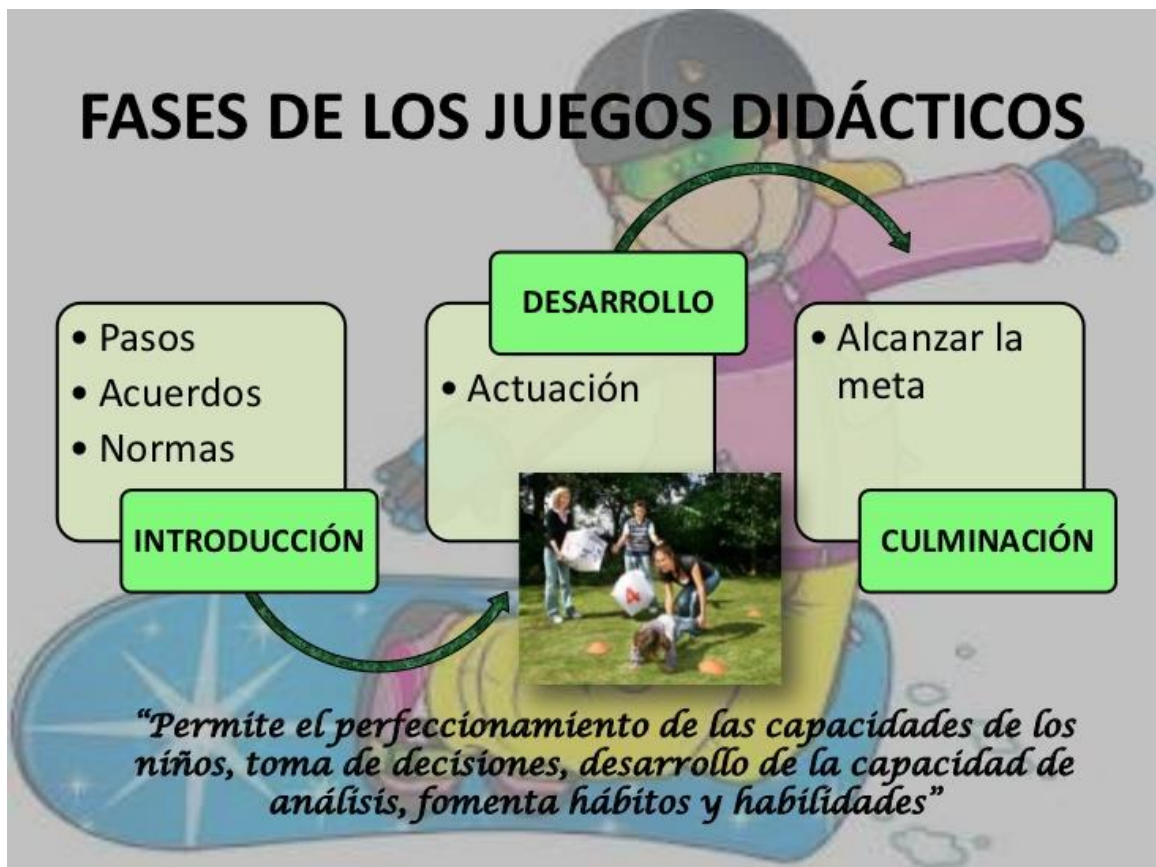 FASES DE LOS JUEGOS DIDÁCTICOS
• Pasos
• Acuerdos
• Normas
INTRODUCCIÓN
DESARROLLO
• Actuación
4
• Alcanzar la
meta
CULMINACIÓN
“Permite el perfeccionamiento de las capacidades de los
niños, toma de decisiones, desarrollo de la capacidad de
análisis, fomenta hábitos y habilidades”